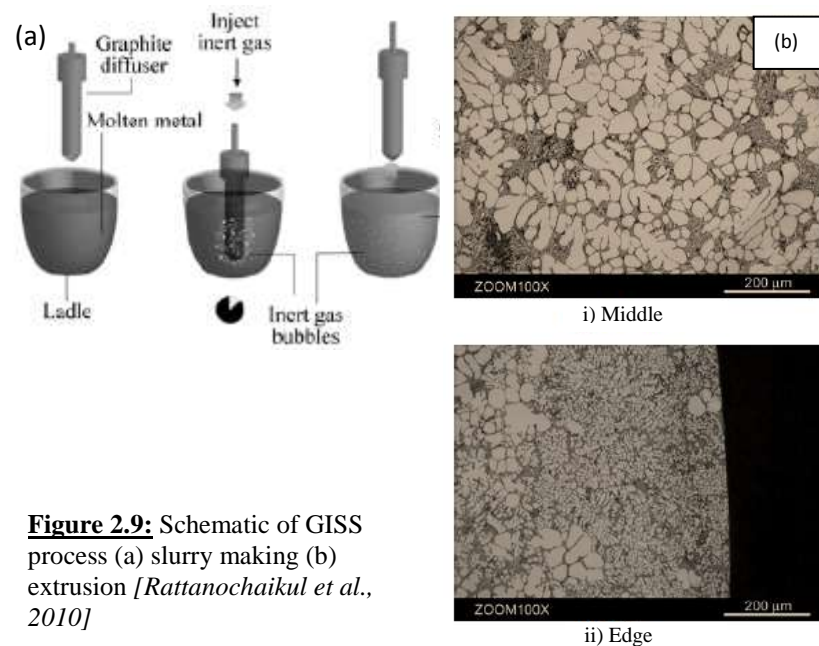 (a)
Graphite
diffuser
Inject
inert gas
Molten metal
Ladle
Inert gas
bubbles
(b)
ZOOM100X
200 µm
i) Middle
ZOOM100X
200 µm
ii) Edge
Figure 2.9: Schematic of GISS
process (a) slurry making (b)
extrusion [Rattanochaikul et al.,
2010]